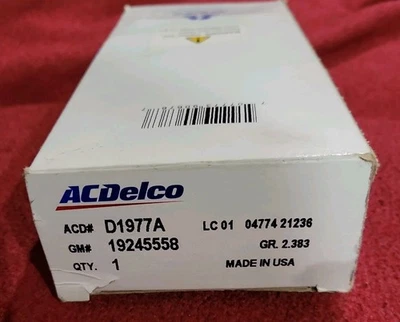 ACDelco
ACD# D1977A LC 01 04774 21236
GM# 19245558 GR. 2.383
QTY. 1 MADE IN USA